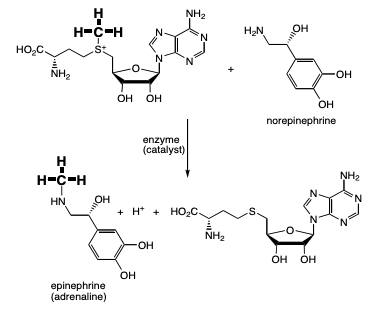 H
H-C-H
NH₂
HO₂C
S⁺
NH₂
O
OH OH
N
N
N
N
+
H₂N
OH
OH
OH
norepinephrine
enzyme
(catalyst)
H
H-C-H
HN
OH
OH
OH
epinephrine
(adrenaline)
+ H⁺ +
HO₂C
S
NH₂
O
OH OH
NH₂
N
N
N
N